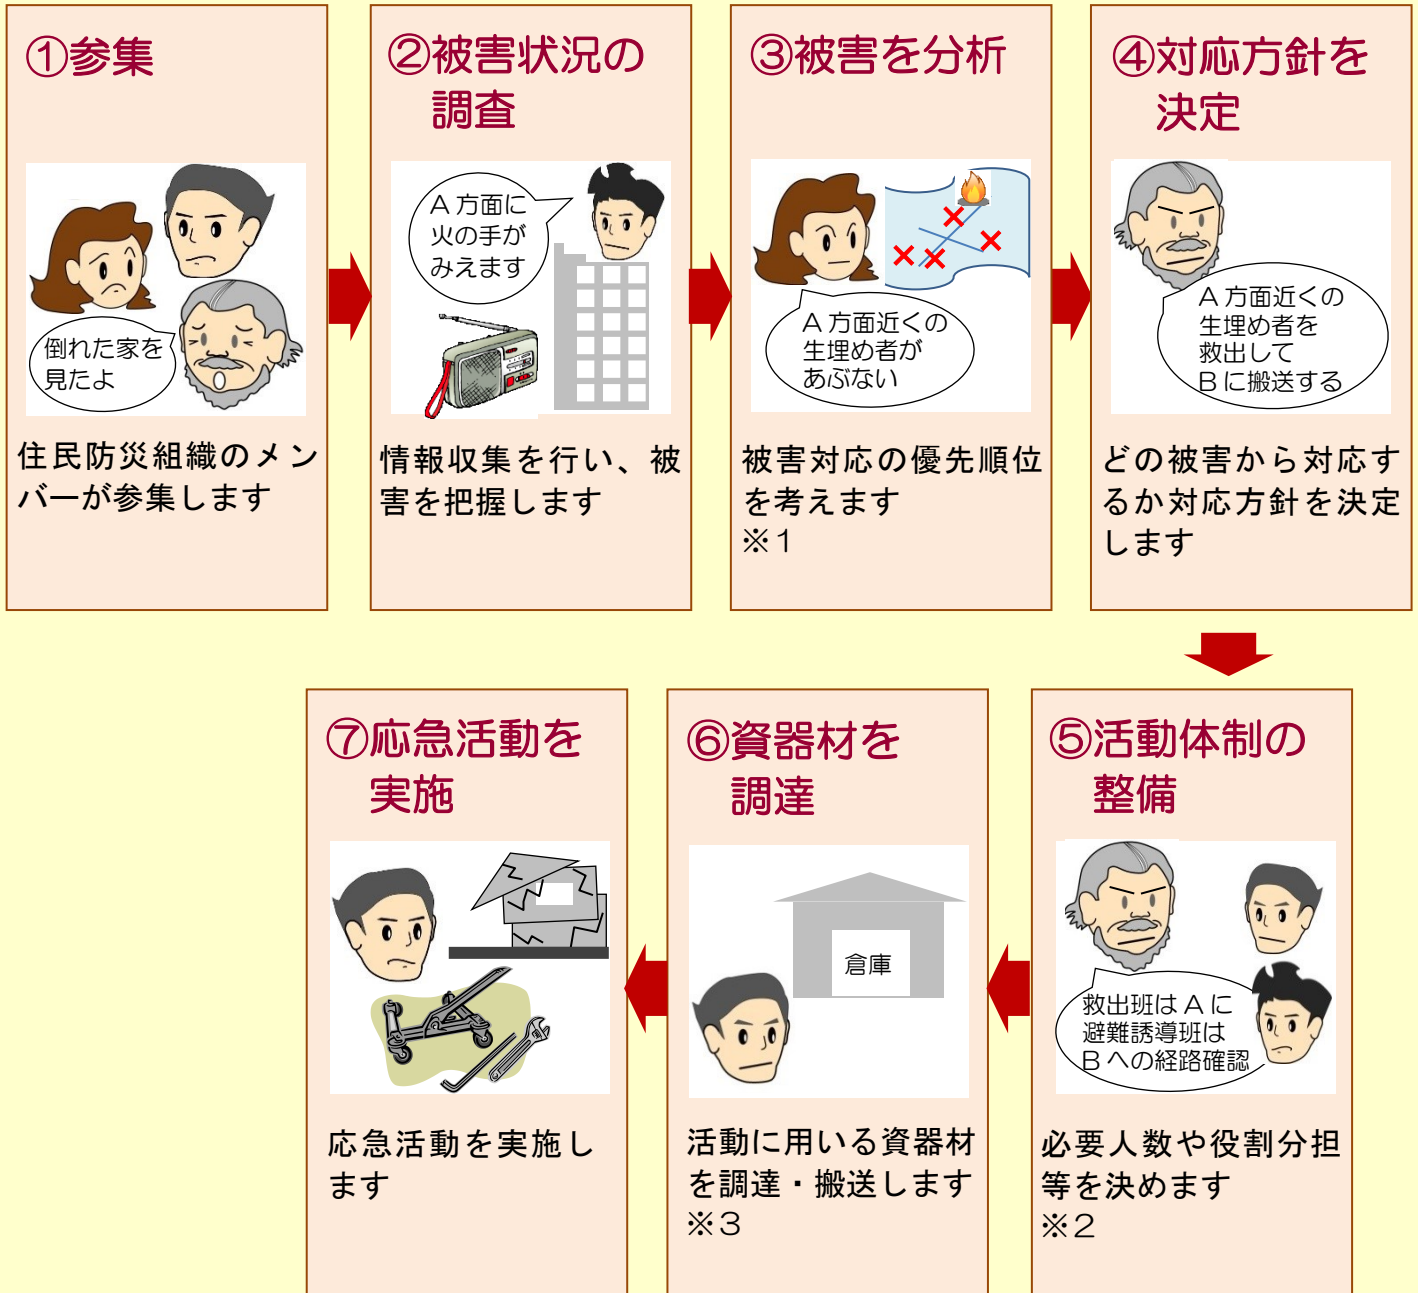 ①参集
倒れた家を
見たよ
住民防災組織のメン
バーが参集します
②被害状況の
調査
A 方面に
火の手が
みえます
情報収集を行い、被
害を把握します
③被害を分析
A 方面近くの
生埋め者が
あぶない
被害対応の優先順位
を考えます
※1
④対応方針を
決定
A 方面近くの
生埋め者を
救出して
B に搬送する
どの被害から対応す
るか対応方針を決定
します
⑤活動体制の
整備
救出班は A に
避難誘導班は
B への経路確認
必要人数や役割分担
等を決めます
※2
⑥資器材を
調達
倉庫
活動に用いる資器材
を調達・搬送します
※3
⑦応急活動を
実施
応急活動を実施し
ます